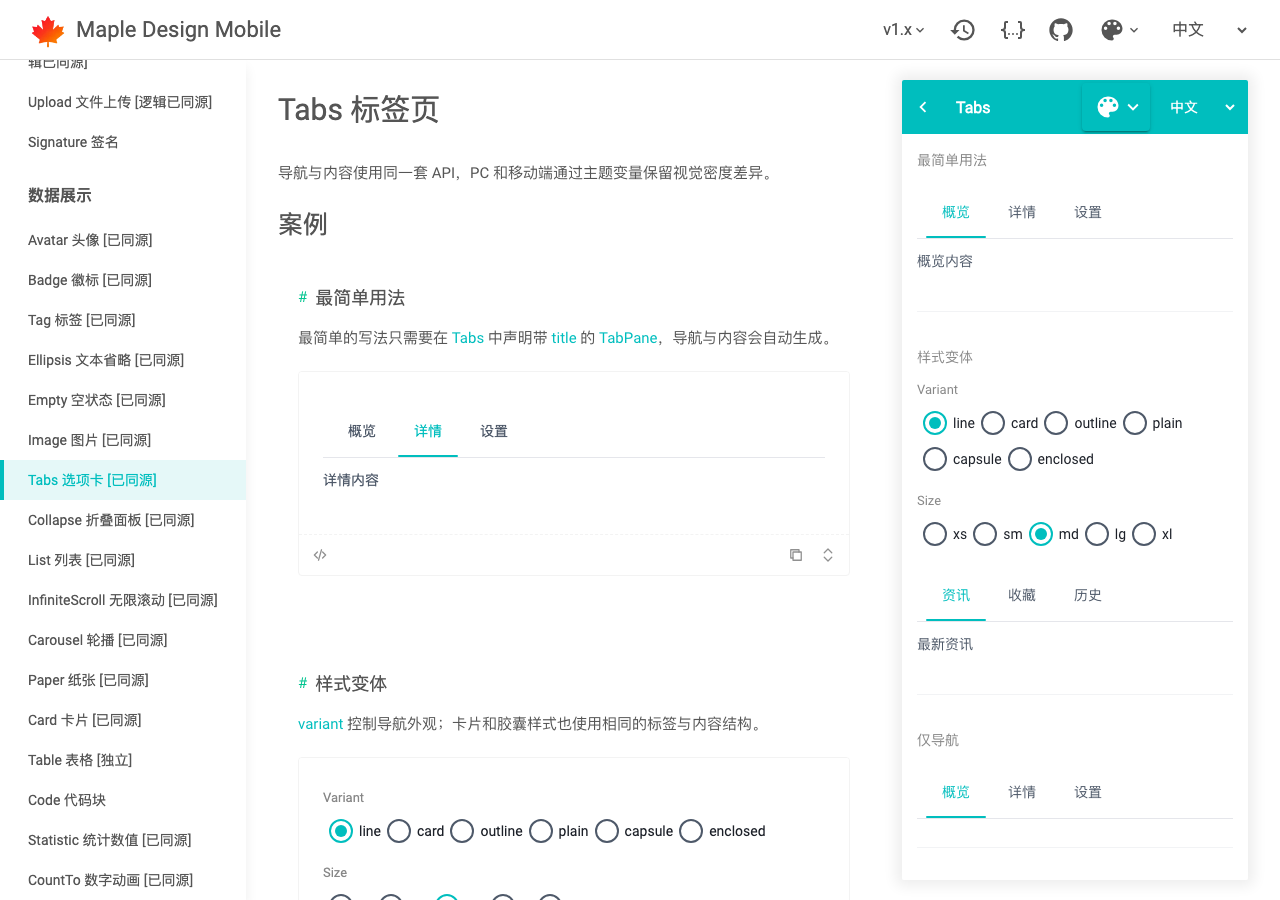 Maple Design Mobile
v1.x
中文
辑已同源]
Upload 文件上传 [逻辑已同源]
Signature 签名
数据展示
Avatar 头像 [已同源]
Badge 徽标 [已同源]
Tag 标签 [已同源]
Ellipsis 文本省略 [已同源]
Empty 空状态 [已同源]
Image 图片 [已同源]
Tabs 选项卡 [已同源]
Collapse 折叠面板 [已同源]
List 列表 [已同源]
InfiniteScroll 无限滚动 [已同源]
Carousel 轮播 [已同源]
Paper 纸张 [已同源]
Card 卡片 [已同源]
Table 表格 [独立]
Code 代码块
Statistic 统计数值 [已同源]
CountTo 数字动画 [已同源]
Tabs 标签页
导航与内容使用同一套 API，PC 和移动端通过主题变量保留视觉密度差异。
案例
# 最简单用法
最简单的写法只需要在 Tabs 中声明带 title 的 TabPane，导航与内容会自动生成。
概览 详情 设置
详情内容
# 样式变体
variant 控制导航外观；卡片和胶囊样式也使用相同的标签与内容结构。
Variant
line card outline plain capsule enclosed
Size
Tabs
中文
最简单用法
概览 详情 设置
概览内容
样式变体
Variant
line card outline plain
capsule enclosed
Size
xs sm md lg xl
资讯 收藏 历史
最新资讯
仅导航
概览 详情 设置